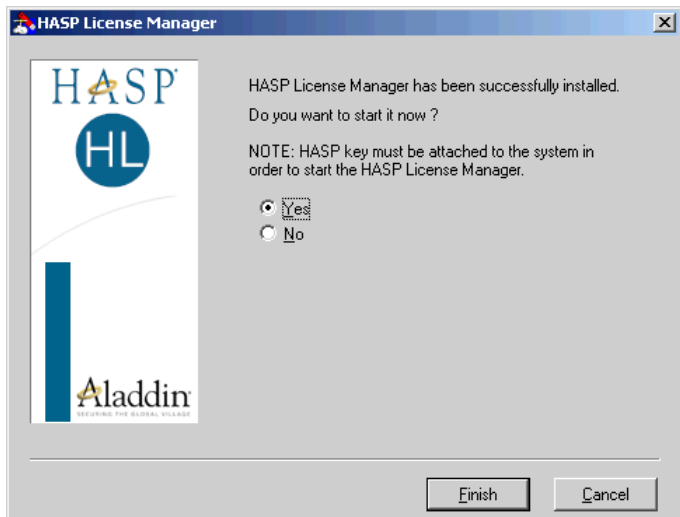 HASP License Manager
HASP
HL
Aladdin
SECURING THE GLOBAL VILLAGE
HASP License Manager has been successfully installed.
Do you want to start it now ?
NOTE: HASP key must be attached to the system in
order to start the HASP License Manager.
Yes
No
Finish
Cancel